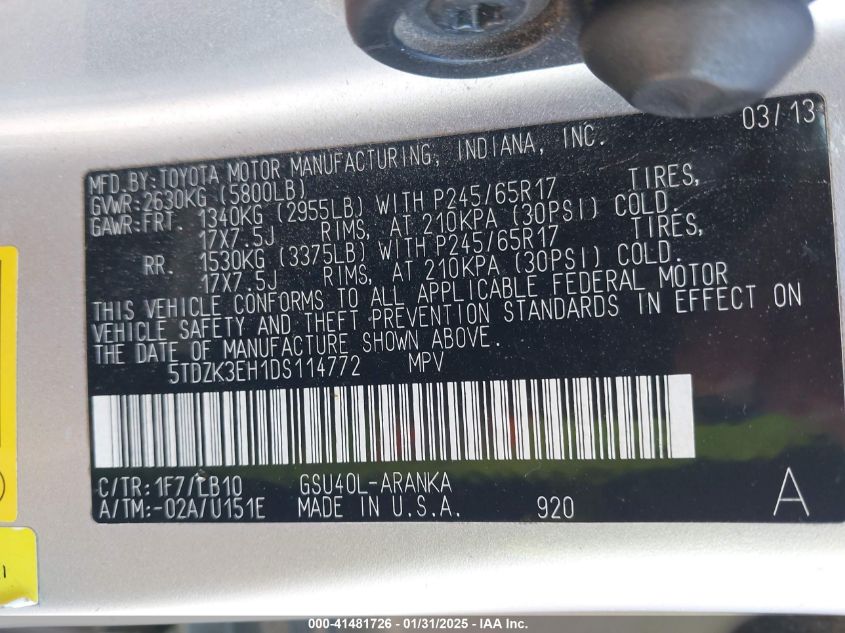 03/13
MFD.BY:TOYOTA MOTOR MANUFACTURING, INDIANA, INC.
GVWR:2630KG (5800LB)
GAWR:FRT. 1340KG (2955LB) WITH P245/65R17 TIRES,
17X7.5J RIMS, AT 210KPA (30PSI) COLD.
RR. 1530KG (3375LB) WITH P245/65R17 TIRES,
17X7.5J RIMS, AT 210KPA (30PSI) COLD.
THIS VEHICLE CONFORMS TO ALL APPLICABLE FEDERAL MOTOR
VEHICLE SAFETY AND THEFT PREVENTION STANDARDS IN EFFECT ON
THE DATE OF MANUFACTURE SHOWN ABOVE.
5TDZK3EH1DS114772 MPV
C/TR:1F7/LB10 GSU40L-ARANKA
A/TM:-02A/U151E MADE IN U.S.A. 920 A
000-41481726 - 01/31/2025 - IAA Inc.